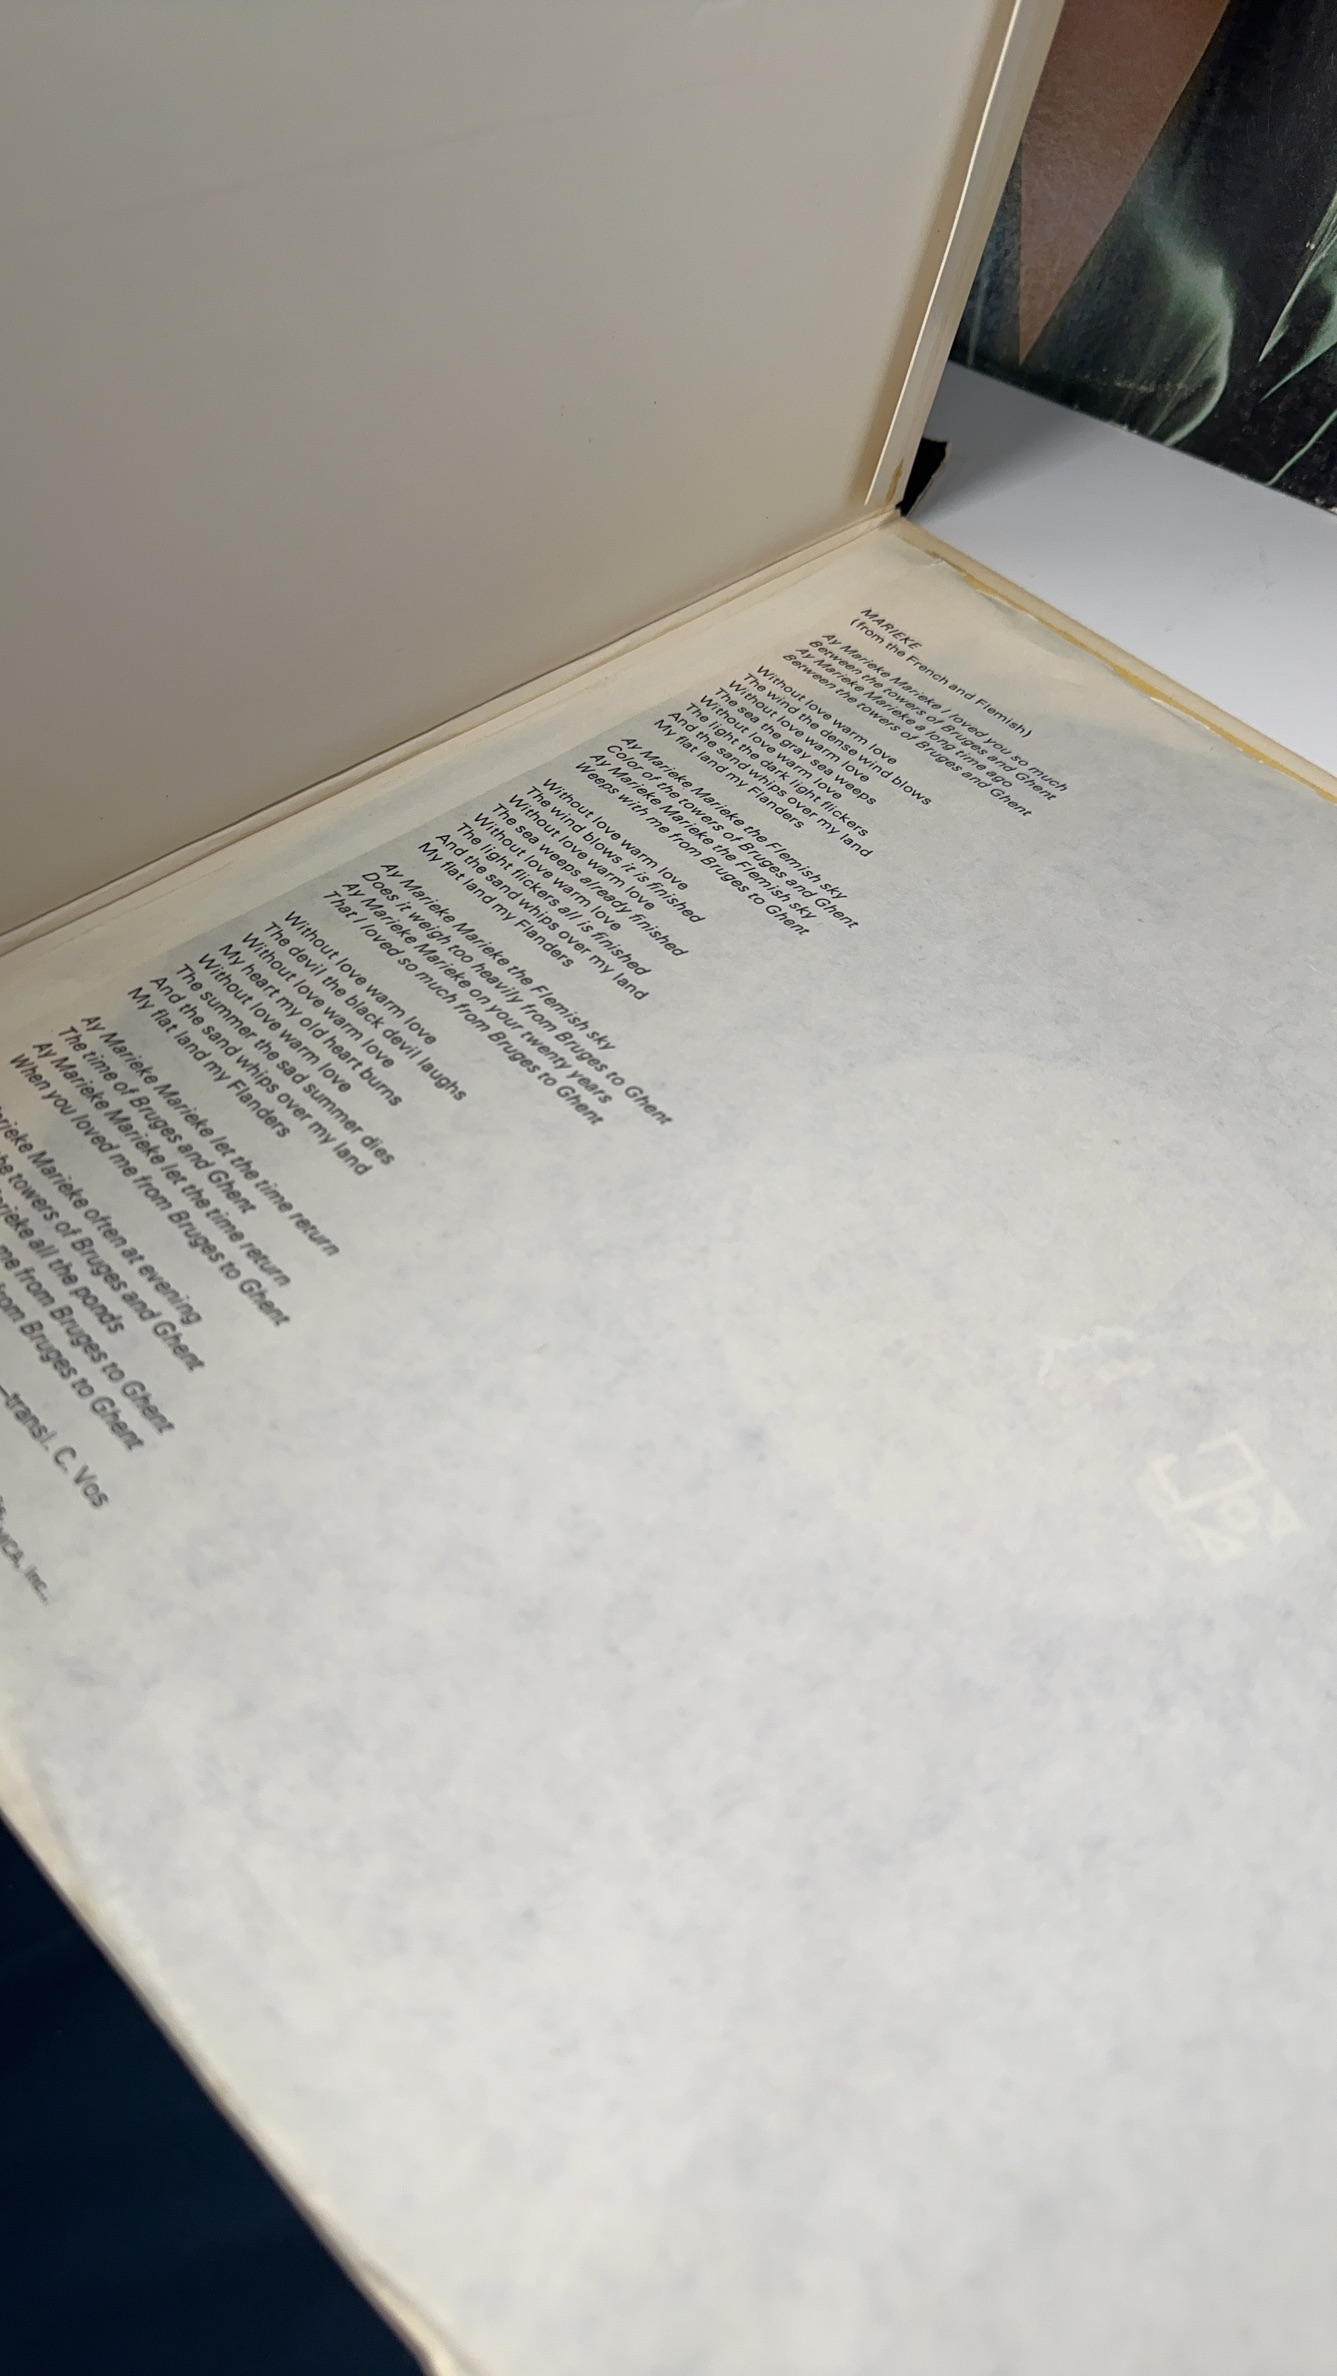 MARIEKE
(from the French and Flemish)
Ay Marieke Marieke I loved you so much
Between the towers of Bruges and Ghent
Ay Marieke Marieke a long time ago
Between the towers of Bruges and Ghent
Without love warm love
The wind the dense wind blows
Without love warm love
The sea the gray sea weeps
Without love warm love
The light the dark light flickers
And the sand whips over my land
My flat land my Flanders
Ay Marieke Marieke the Flemish sky
Color of the towers of Bruges and Ghent
Ay Marieke Marieke the Flemish sky
Weeps with me from Bruges to Ghent
Without love warm love
The wind blows it is finished
Without love warm love
The sea weeps already finished
Without love warm love
The light flickers all is finished
And the sand whips over my land
My flat land my Flanders
Ay Marieke Marieke the Flemish sky
Does it weigh too heavily from Bruges to Ghent
Ay Marieke Marieke on your twenty years
That I loved so much from Bruges to Ghent
Without love warm love
The devil the black devil laughs
Without love warm love
My heart my old heart burns
Without love warm love
The summer the sad summer dies
And the sand whips over my land
My flat land my Flanders
Ay Marieke Marieke let the time return
The time of Bruges and Ghent
Ay Marieke Marieke let the time return
When you loved me from Bruges to Ghent
Marieke often at evening
towers of Bruges and Ghent
all the ponds
me from Bruges to Ghent
from Bruges to Ghent
—transl. C. Vos
MCA, Inc.